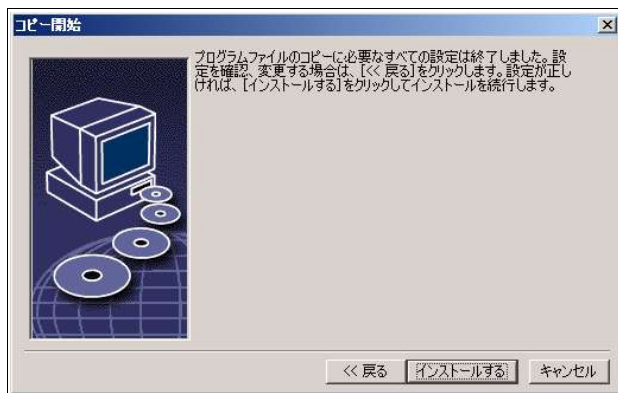 コピー開始
プログラムファイルのコピーに必要なすべての設定は終了しました。設
定を確認、変更する場合は、[<< 戻る]をクリックします。設定が正し
ければ、[インストールする]をクリックしてインストールを続行します。
<< 戻る
インストールする
キャンセル